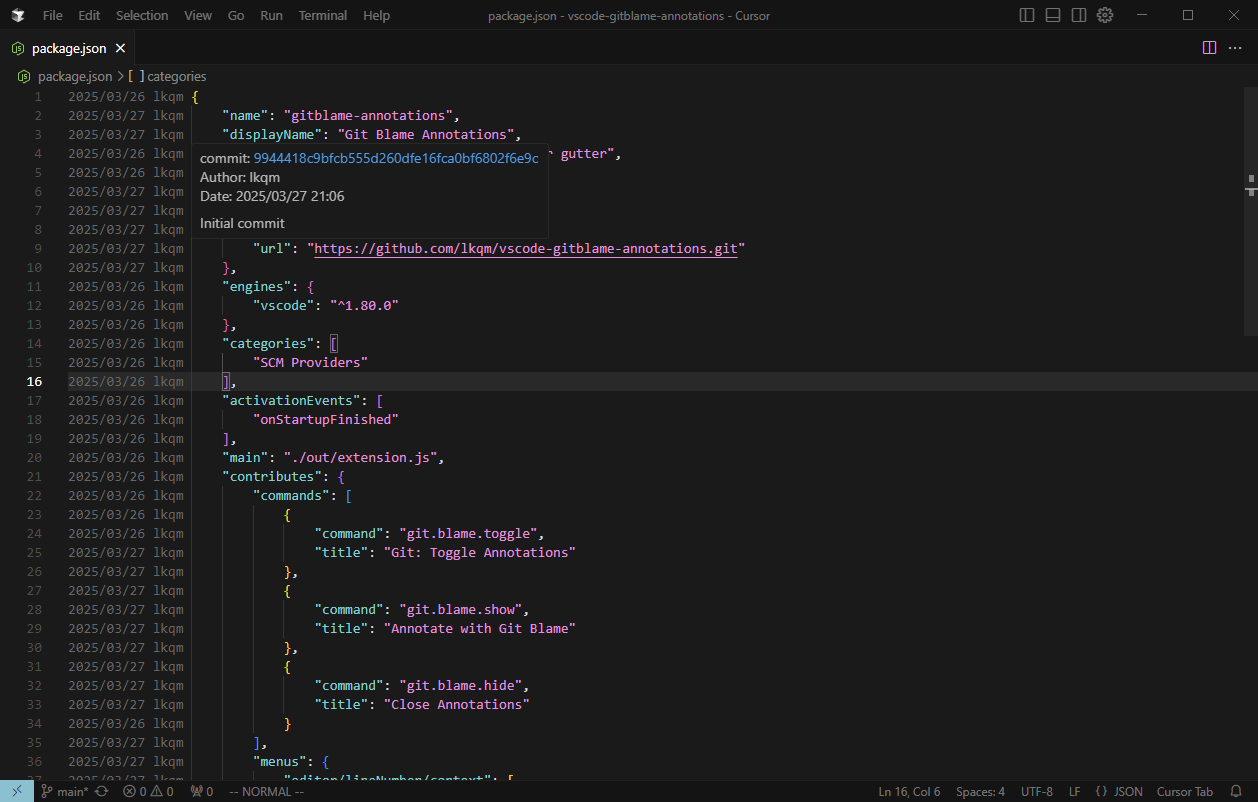 File Edit Selection View Go Run Terminal Help
package.json - vscode-gitblame-annotations - Cursor
package.json
package.json > [ ] categories
1 2025/03/26 lkqm {
2 2025/03/27 lkqm "name": "gitblame-annotations",
3 2025/03/27 lkqm "displayName": "Git Blame Annotations",
4 2025/03/27 lkqm r gutter",
5 2025/03/26 lkqm
6 2025/03/27 lkqm
7 2025/03/27 lkqm
8 2025/03/27 lkqm
commit: 9944418c9bfcb555d260dfe16fca0bf6802f6e9c
Author: lkqm
Date: 2025/03/27 21:06
Initial commit
9 2025/03/27 lkqm "url": "https://github.com/lkqm/vscode-gitblame-annotations.git"
10 2025/03/27 lkqm },
11 2025/03/26 lkqm "engines": {
12 2025/03/26 lkqm "vscode": "^1.80.0"
13 2025/03/26 lkqm },
14 2025/03/26 lkqm "categories": [
15 2025/03/26 lkqm "SCM Providers"
16 2025/03/26 lkqm ],
17 2025/03/26 lkqm "activationEvents": [
18 2025/03/26 lkqm "onStartupFinished"
19 2025/03/26 lkqm ],
20 2025/03/26 lkqm "main": "./out/extension.js",
21 2025/03/26 lkqm "contributes": {
22 2025/03/26 lkqm "commands": [
23 2025/03/26 lkqm {
24 2025/03/27 lkqm "command": "git.blame.toggle",
25 2025/03/27 lkqm "title": "Git: Toggle Annotations"
26 2025/03/26 lkqm },
27 2025/03/27 lkqm {
28 2025/03/27 lkqm "command": "git.blame.show",
29 2025/03/27 lkqm "title": "Annotate with Git Blame"
30 2025/03/27 lkqm },
31 2025/03/27 lkqm {
32 2025/03/27 lkqm "command": "git.blame.hide",
33 2025/03/27 lkqm "title": "Close Annotations"
34 2025/03/26 lkqm }
35 2025/03/26 lkqm ],
36 2025/03/27 lkqm "menus": {
37 2025/03/27 lkqm "editor/lineNumber/context": [
main* 0 0 0 -- NORMAL -- Ln 16, Col 6 Spaces: 4 UTF-8 LF {} JSON Cursor Tab